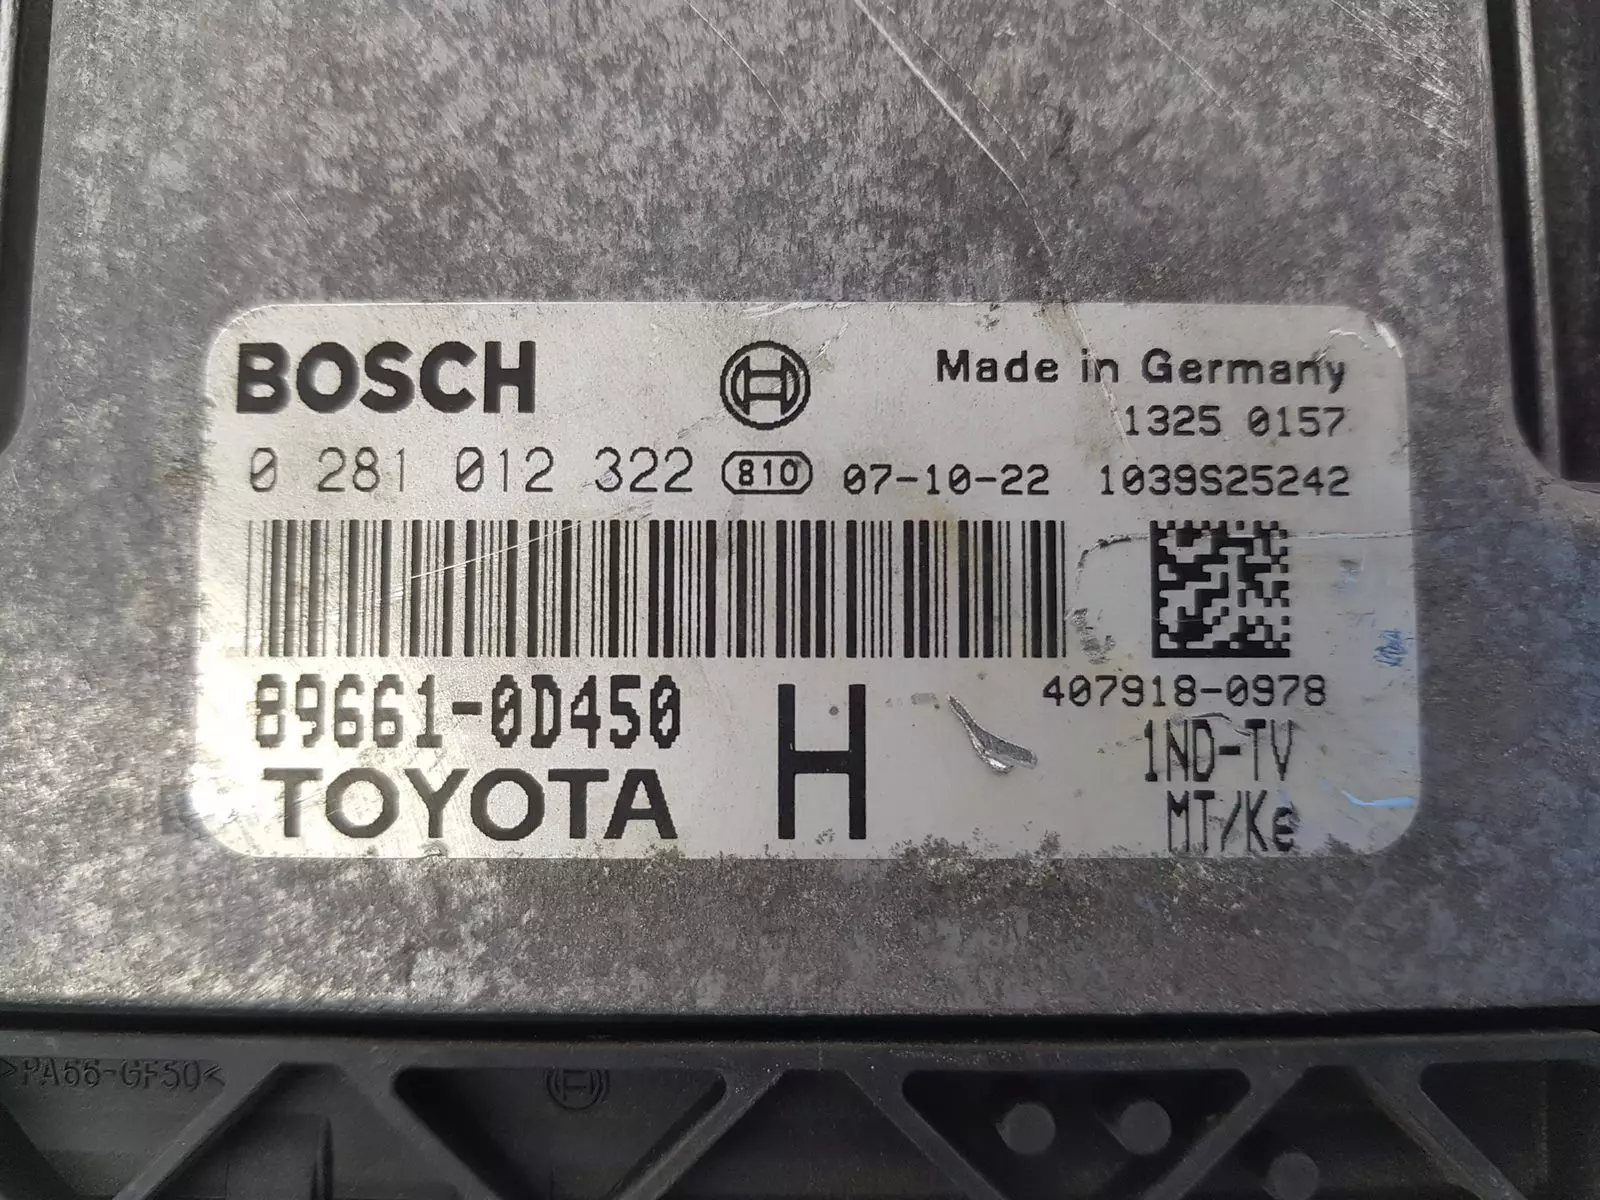 BOSCH
Made in Germany
1325 0157
0 281 012 322 810 07-10-22 1039S25242
89661-0D450
H
407918-0978
TOYOTA
1ND-TV
MT/Ke
>PA66-GF30<